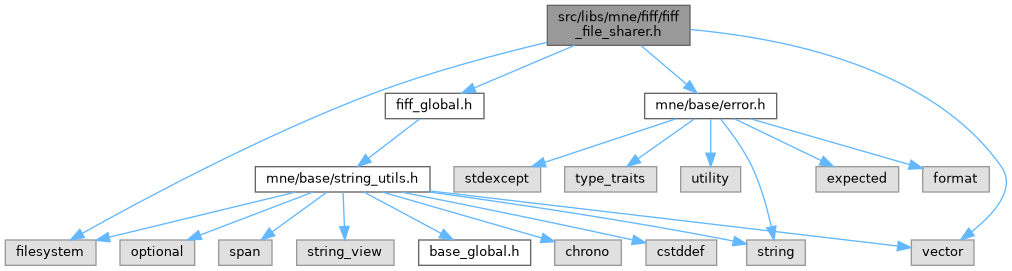 src/libs/mne/fiff/fiff
_file_sharer.h
fiff_global.h
mne/base/error.h
mne/base/string_utils.h
stdexcept
type_traits
utility
expected
format
filesystem
optional
span
string_view
base_global.h
chrono
cstddef
string
vector